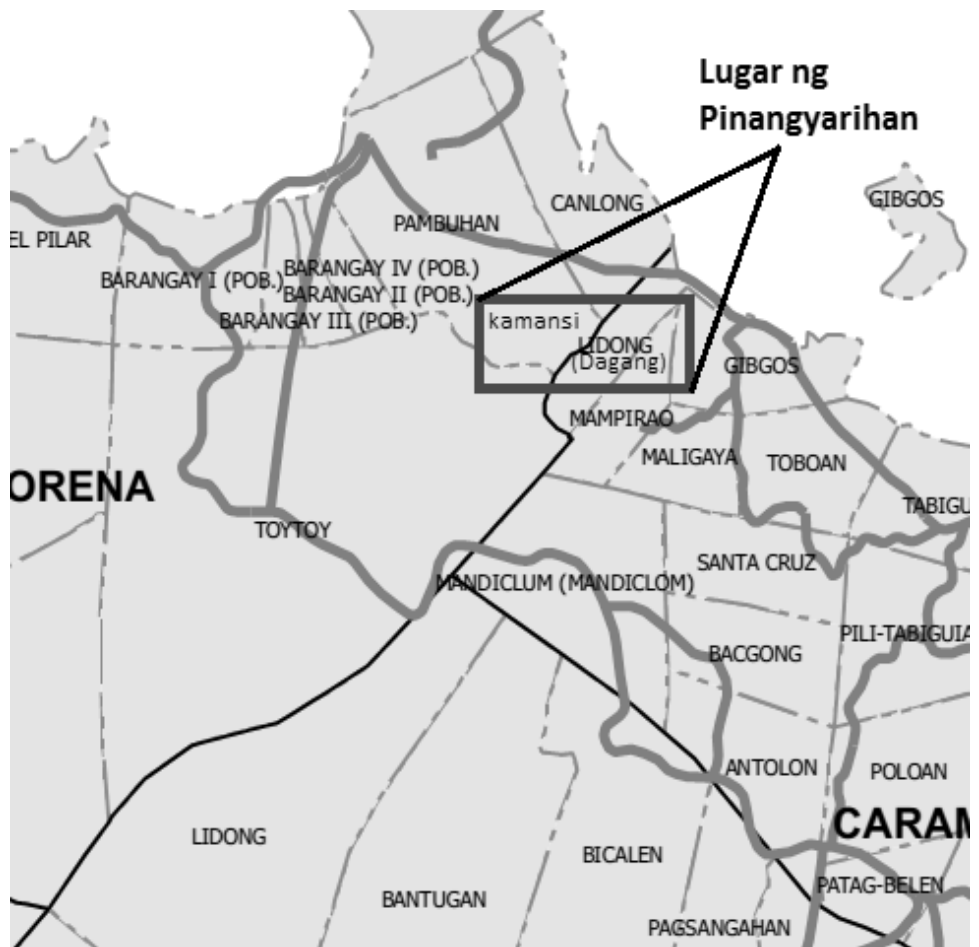 Lugar ng
Pinangyarihan
GIBGOS
CANLONG
PAMBUHAN
EL PILAR
BARANGAY IV (POB.)
BARANGAY I (POB.)
BARANGAY II (POB.)
BARANGAY III (POB.)
kamansi
LIDONG
(Dagang)
GIBGOS
MAMPIRAO
MALIGAYA
TOBOAN
ORENA
TABIGU
TOYTOY
SANTA CRUZ
MANDICLUM (MANDICLOM)
PILI-TABIGUIA
BACGONG
ANTOLON
POLOAN
CARAM
LIDONG
BICALEN
PATAG-BELEN
BANTUGAN
PAGSANGAHAN